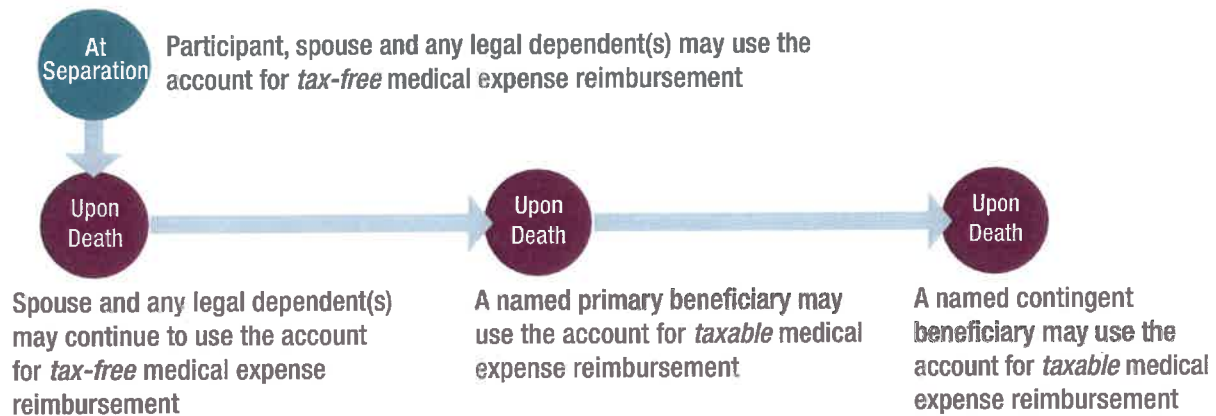 At
Separation
Participant, spouse and any legal dependent(s) may use the
account for tax-free medical expense reimbursement
Upon
Death
Spouse and any legal dependent(s)
may continue to use the account
for tax-free medical expense
reimbursement
Upon
Death
A named primary beneficiary may
use the account for taxable medical
expense reimbursement
Upon
Death
A named contingent
beneficiary may use the
account for taxable medical
expense reimbursement